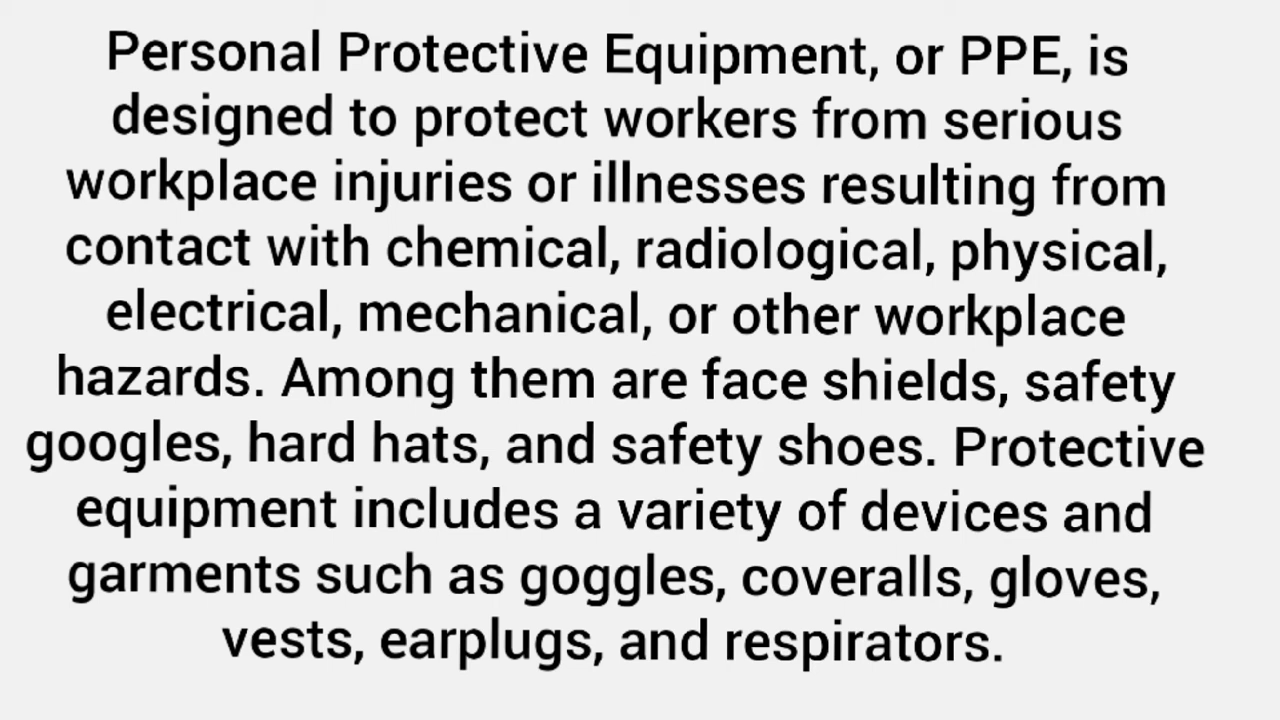 Personal Protective Equipment, or PPE, is
designed to protect workers from serious
workplace injuries or illnesses resulting from
contact with chemical, radiological, physical,
electrical, mechanical, or other workplace
hazards. Among them are face shields, safety
googles, hard hats, and safety shoes. Protective
equipment includes a variety of devices and
garments such as goggles, coveralls, gloves,
vests, earplugs, and respirators.